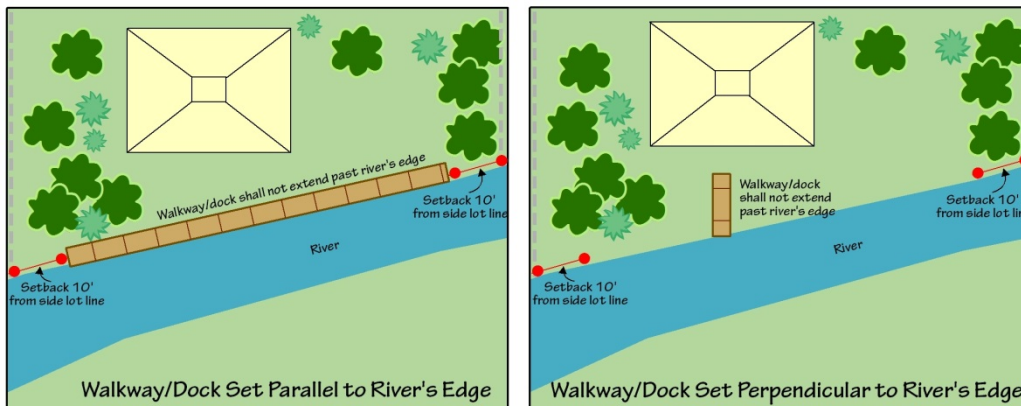 Walkway/dock shall not extend past river's edge
Setback 10'
from side lot line
River
Setback 10'
from side lot line
Walkway/Dock Set Parallel to River's Edge
Walkway/dock
shall not extend
past river's edge
Setback 10'
from side lot line
River
Setback 10'
from side lot line
Walkway/Dock Set Perpendicular to River's Edge